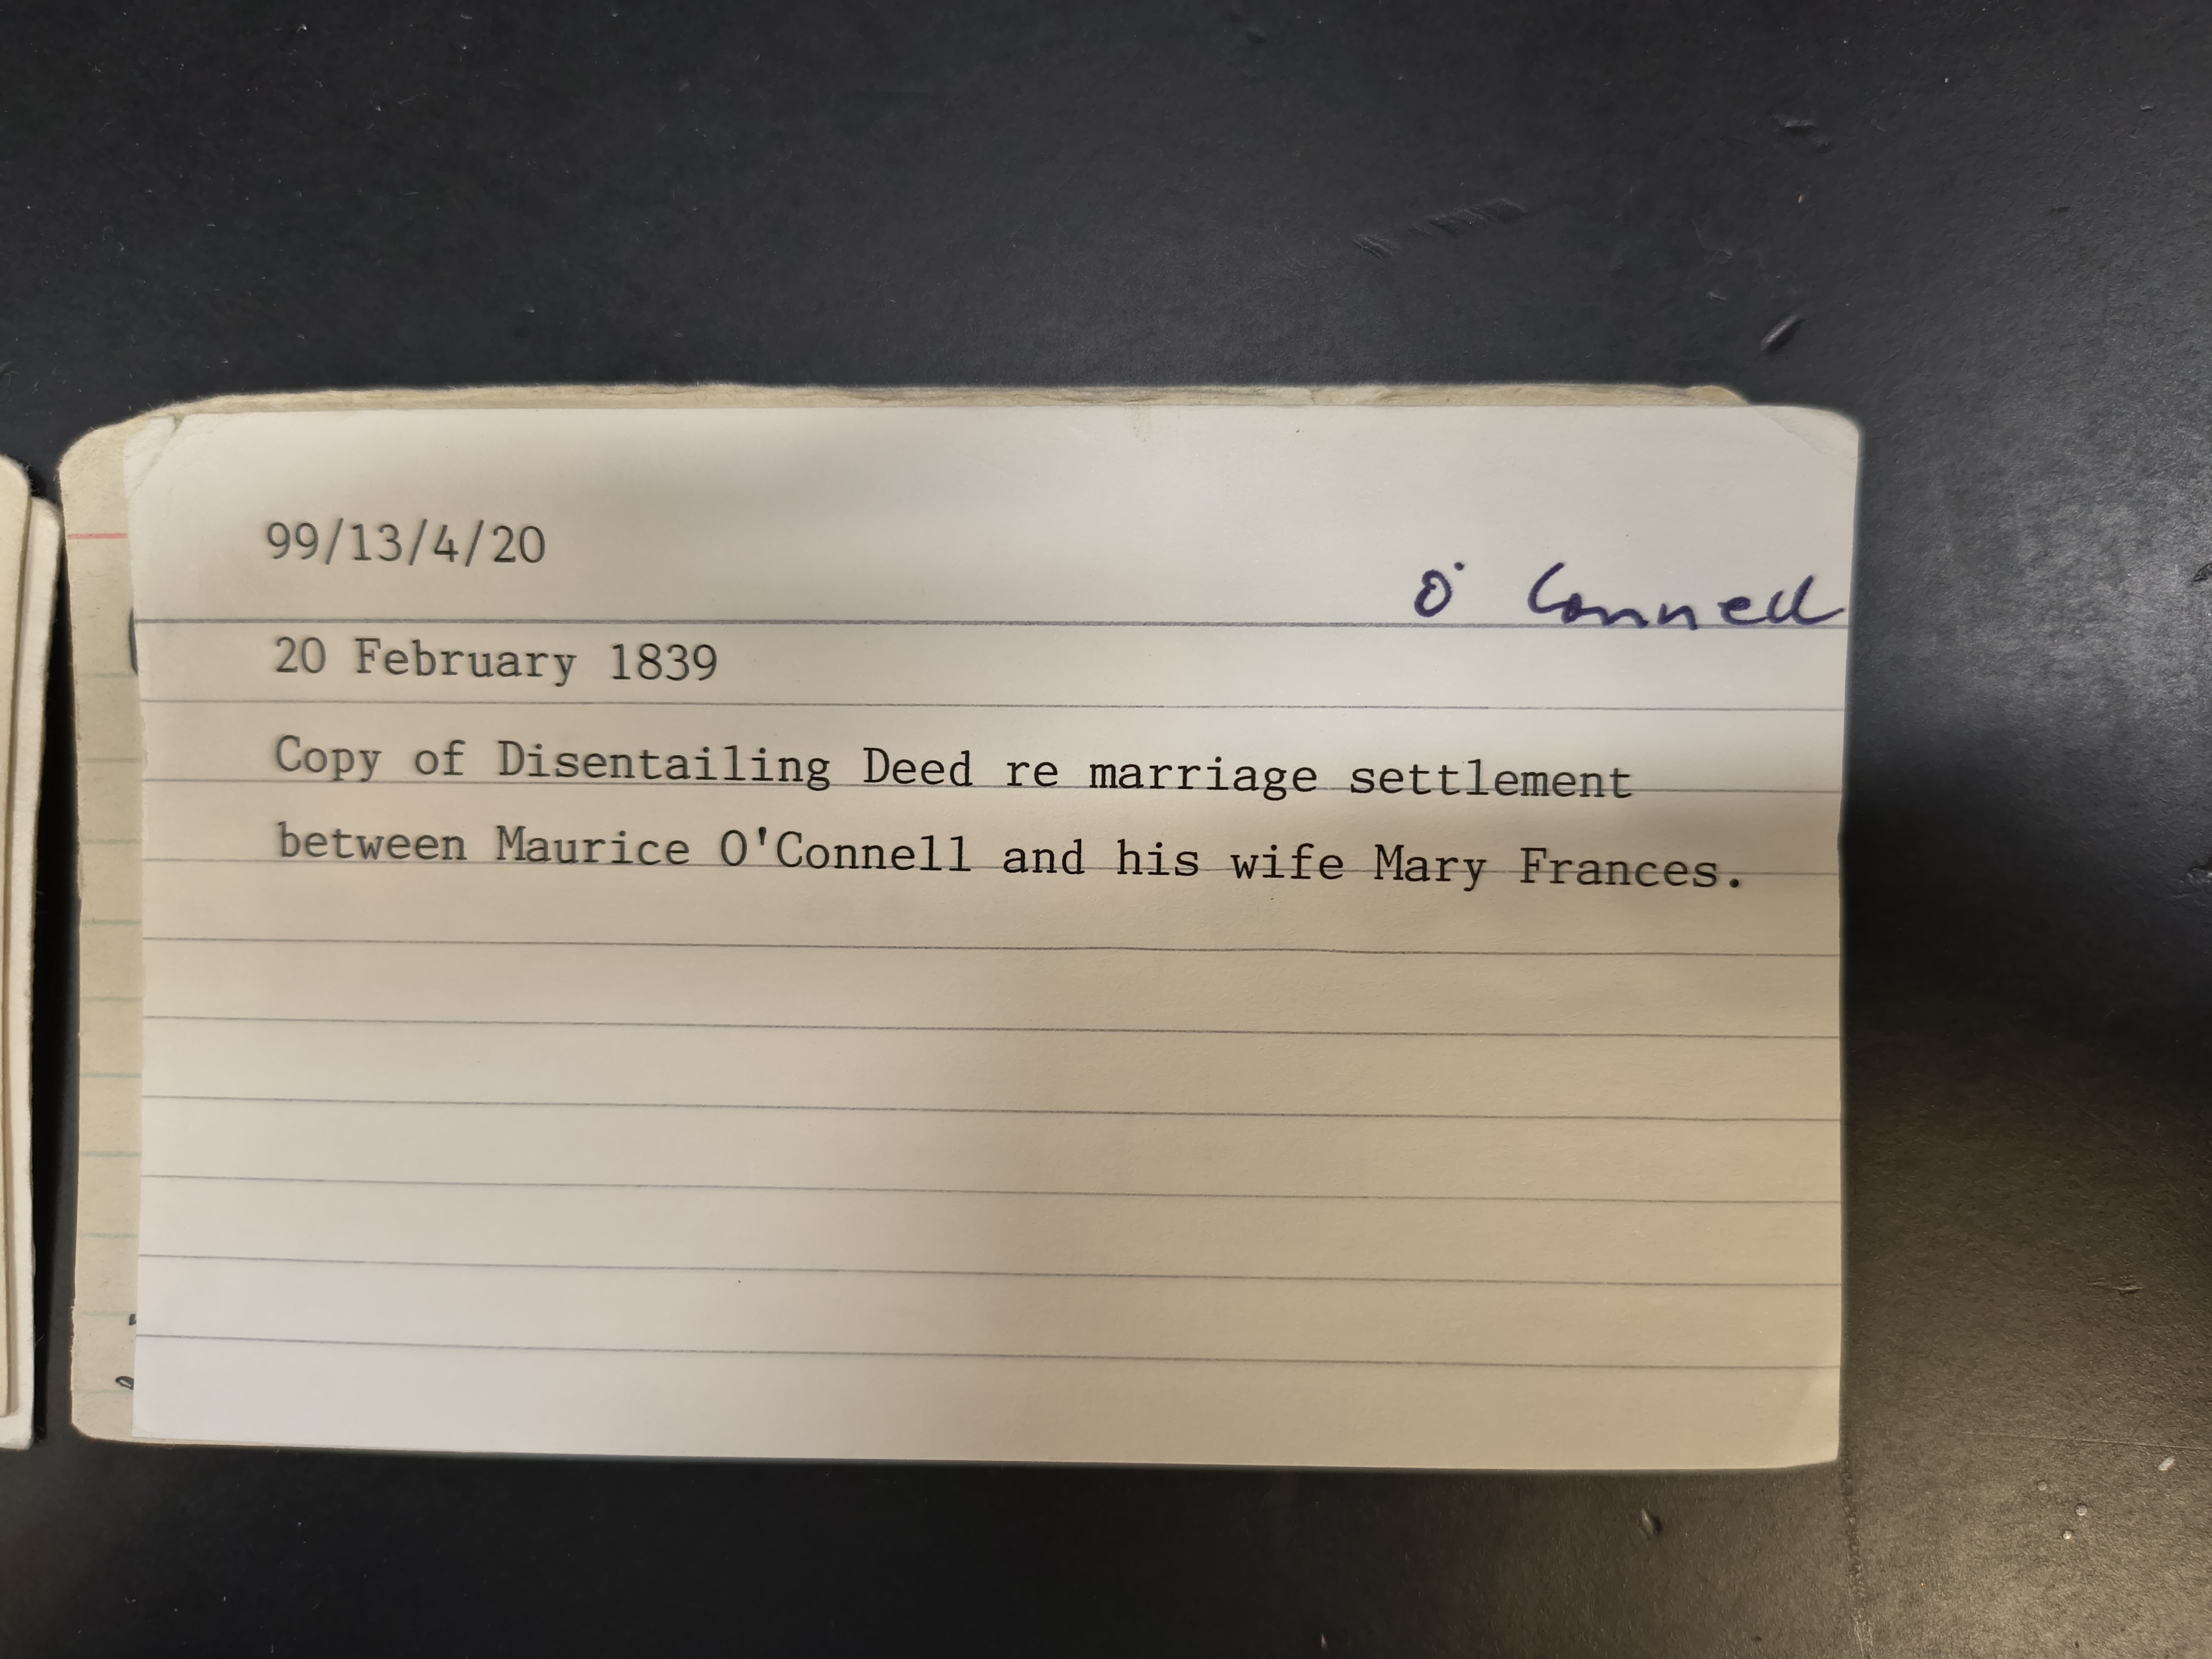 99/13/4/20
O' Connell
20 February 1839
Copy of Disentailing Deed re marriage settlement
between Maurice O'Connell and his wife Mary Frances.